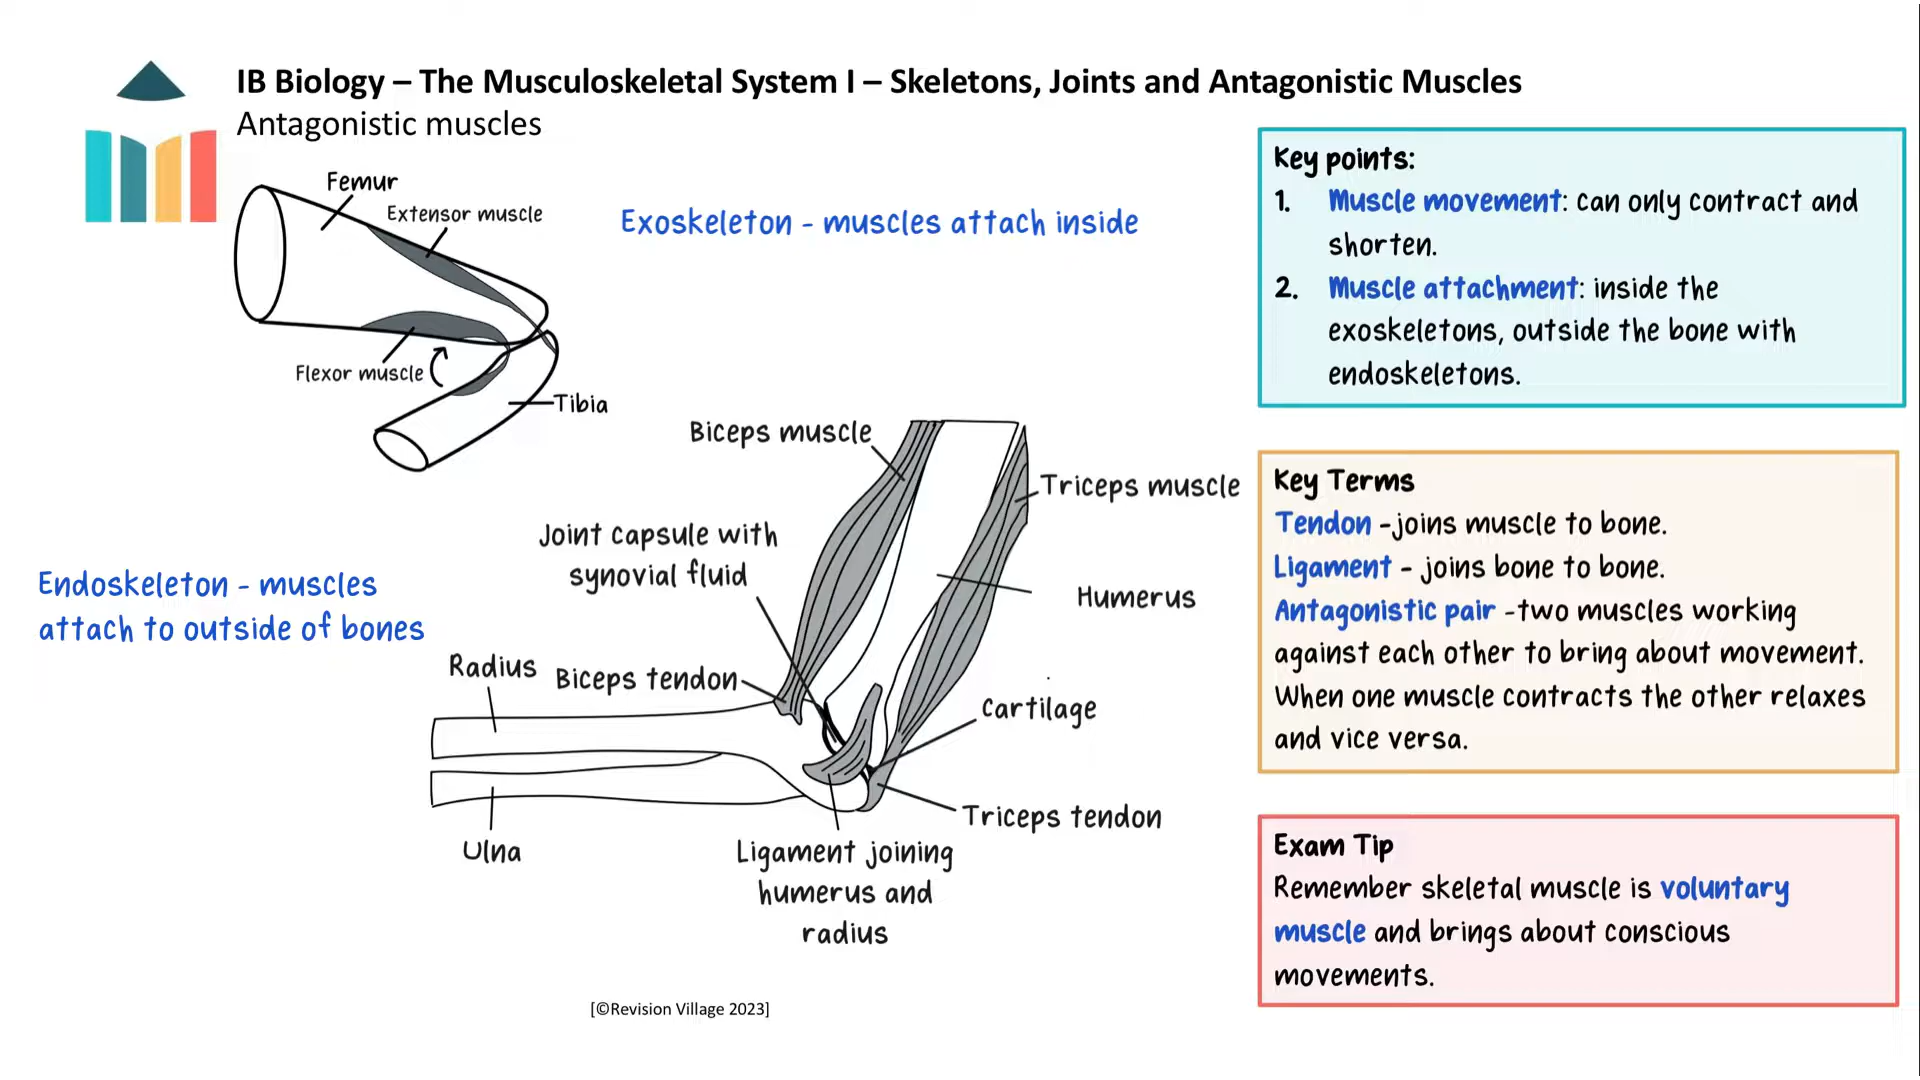 IB Biology – The Musculoskeletal System I – Skeletons, Joints and Antagonistic Muscles
Antagonistic muscles
Femur
Extensor muscle
Flexor muscle
Tibia
Exoskeleton - muscles attach inside
Endoskeleton - muscles
attach to outside of bones
Biceps muscle
Triceps muscle
Joint capsule with
synovial fluid
Humerus
Radius
Biceps tendon
Cartilage
Triceps tendon
Ulna
Ligament joining
humerus and
radius
[©Revision Village 2023]
Key points:
1. Muscle movement: can only contract and
shorten.
2. Muscle attachment: inside the
exoskeletons, outside the bone with
endoskeletons.
Key Terms
Tendon -joins muscle to bone.
Ligament - joins bone to bone.
Antagonistic pair -two muscles working
against each other to bring about movement.
When one muscle contracts the other relaxes
and vice versa.
Exam Tip
Remember skeletal muscle is voluntary
muscle and brings about conscious
movements.